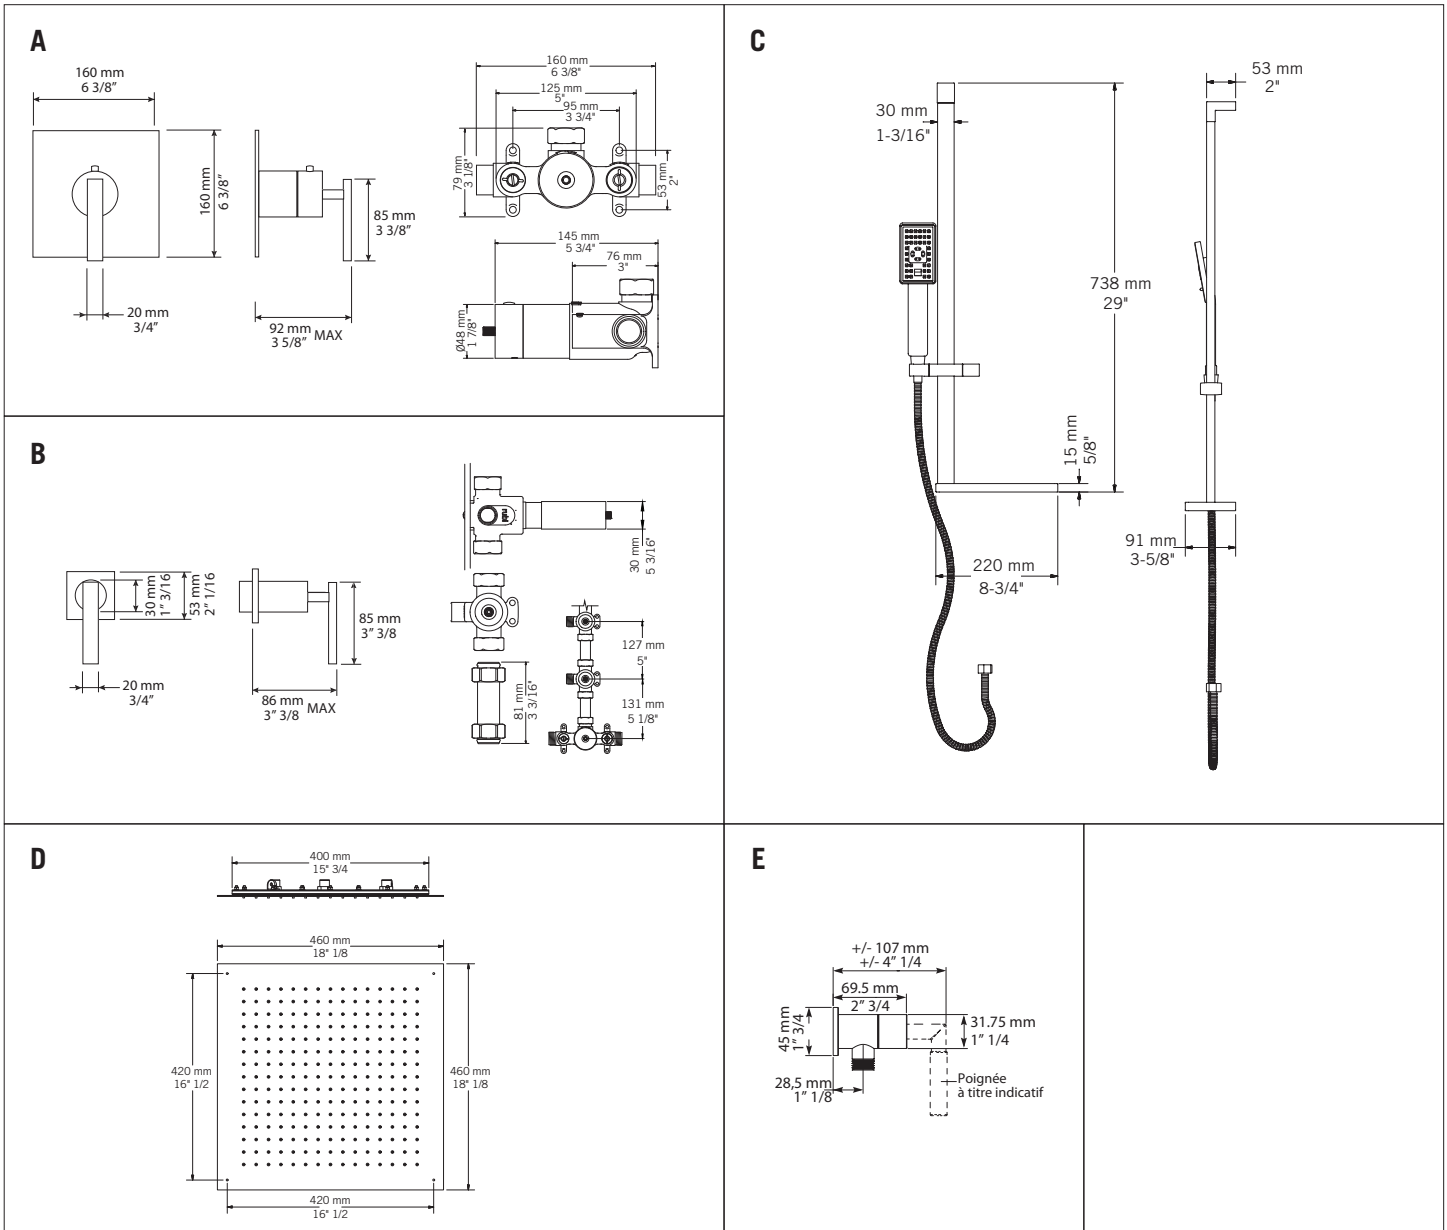 A
160 mm
6 3/8”
160 mm
6 3/8”
20 mm
3/4”
92 mm
3 5/8”
MAX
85 mm
3 3/8”
160 mm
6 3/8"
125 mm
5"
95 mm
3 3/4"
79 mm
3 1/8"
53 mm
2"
145 mm
5 3/4"
76 mm
3"
Ø48 mm
1 7/8"
B
30 mm
1” 3/16
53 mm
2” 1/16
20 mm
3/4”
86 mm
3” 3/8
MAX
85 mm
3” 3/8
rubi
30 mm
5 3/16"
81 mm
3 3/16"
127 mm
5"
131 mm
5 1/8"
C
30 mm
1-3/16"
53 mm
2"
738 mm
29"
15 mm
5/8"
220 mm
8-3/4"
91 mm
3-5/8"
D
400 mm
15" 3/4
460 mm
18" 1/8
420 mm
16" 1/2
460 mm
18" 1/8
420 mm
16" 1/2
E
+/- 107 mm
+/- 4” 1/4
69.5 mm
2” 3/4
45 mm
1” 3/4
31.75 mm
1” 1/4
28,5 mm
1” 1/8
Poignée
à titre indicatif